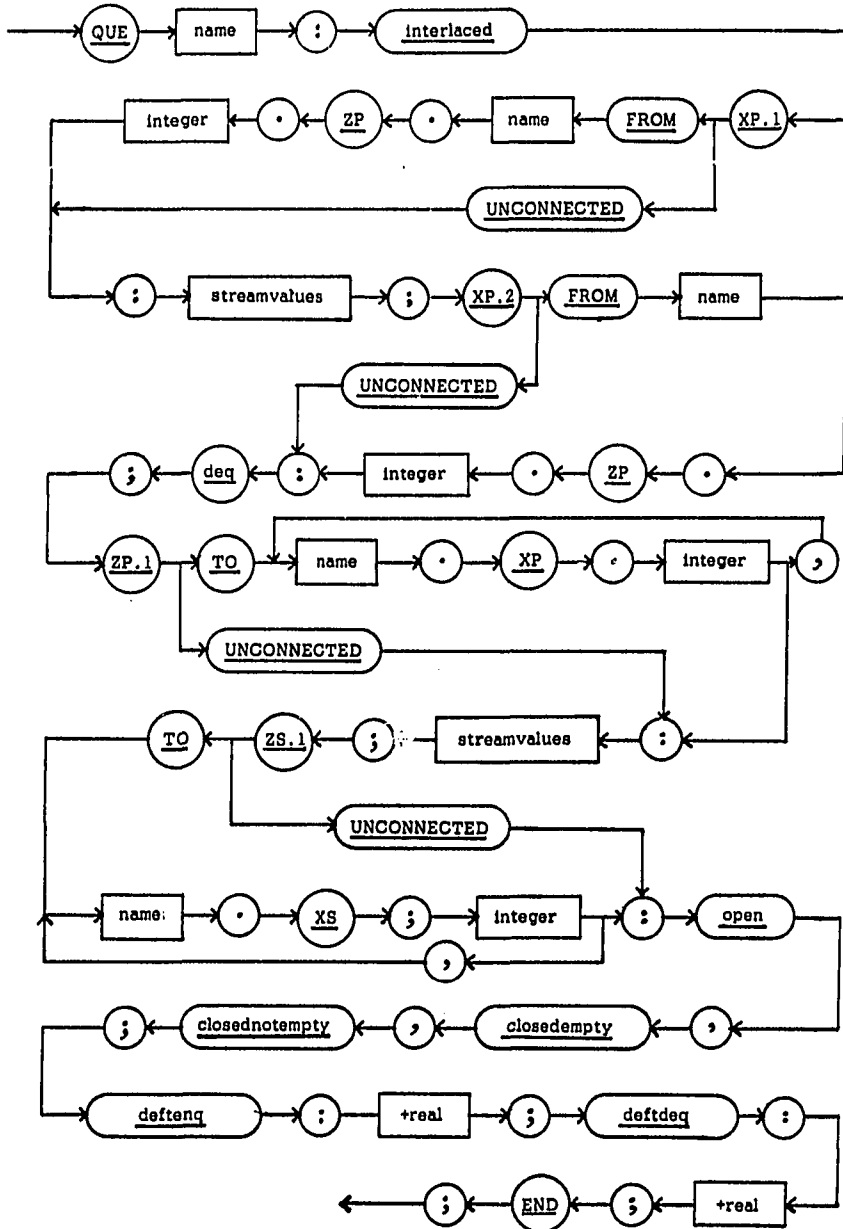 QUE name : interlaced
integer . ZP . name FROM XP.1
UNCONNECTED
: streamvalues ; XP.2 FROM name
UNCONNECTED
; deq : integer . ZP .
ZP.1 TO name . XP . integer ,
UNCONNECTED
TO ZS.1 ; streamvalues :
UNCONNECTED
name . XS ; integer : open
,
; closednotempty , closedempty ,
deftenq : +real ; deftdeq :
; END ; +real